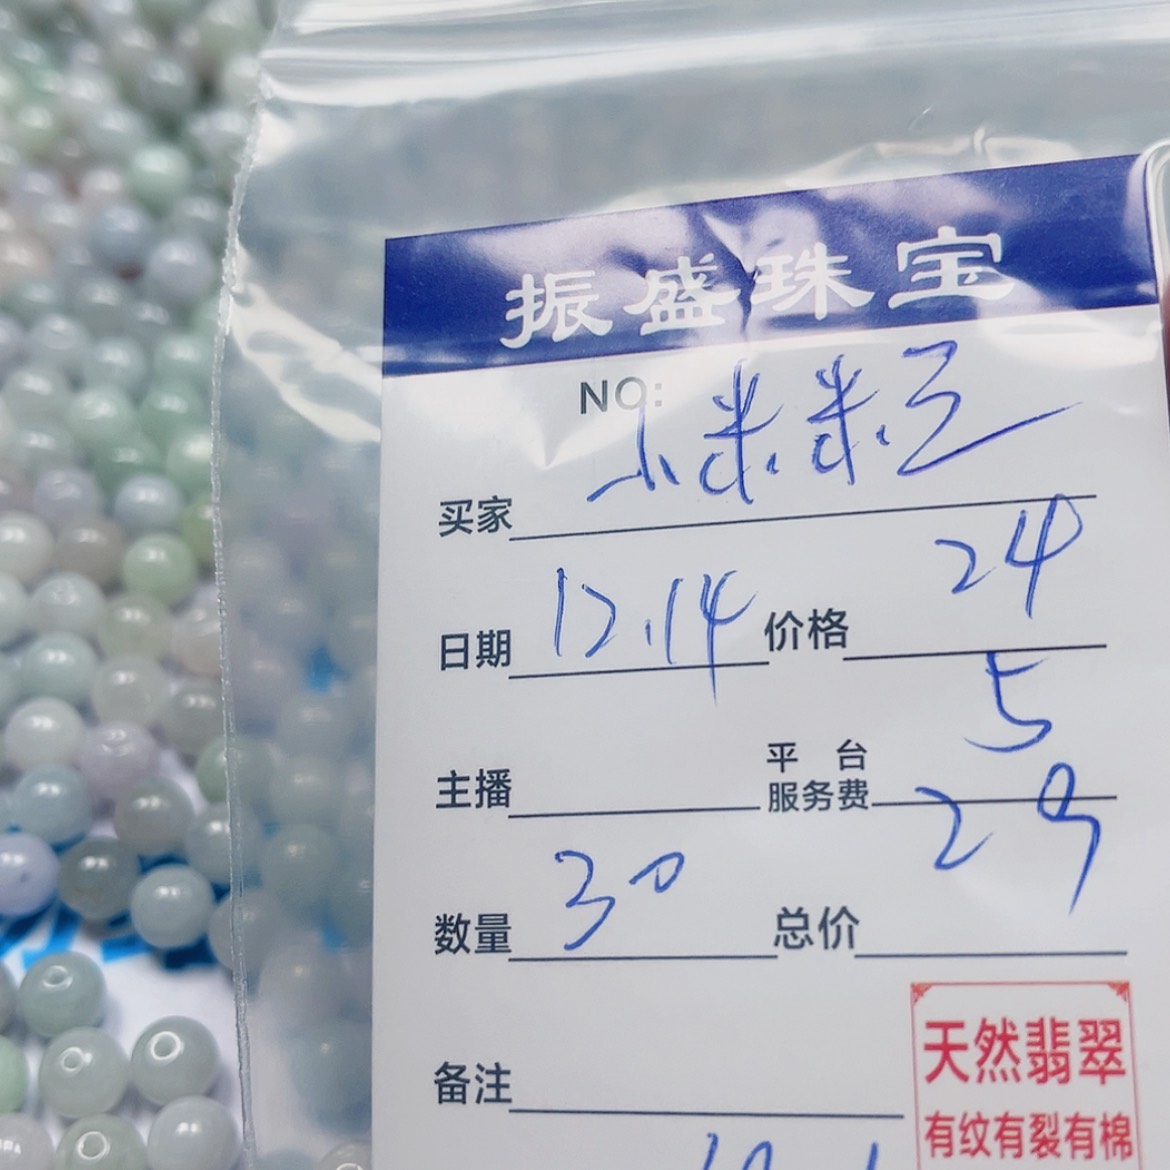 振盛珠宝
NO:
买家 小米米豆
日期 12.14 价格 24
主播 平台服务费 5
数量 30 总价 29
备注
天然翡翠
有纹有裂有棉